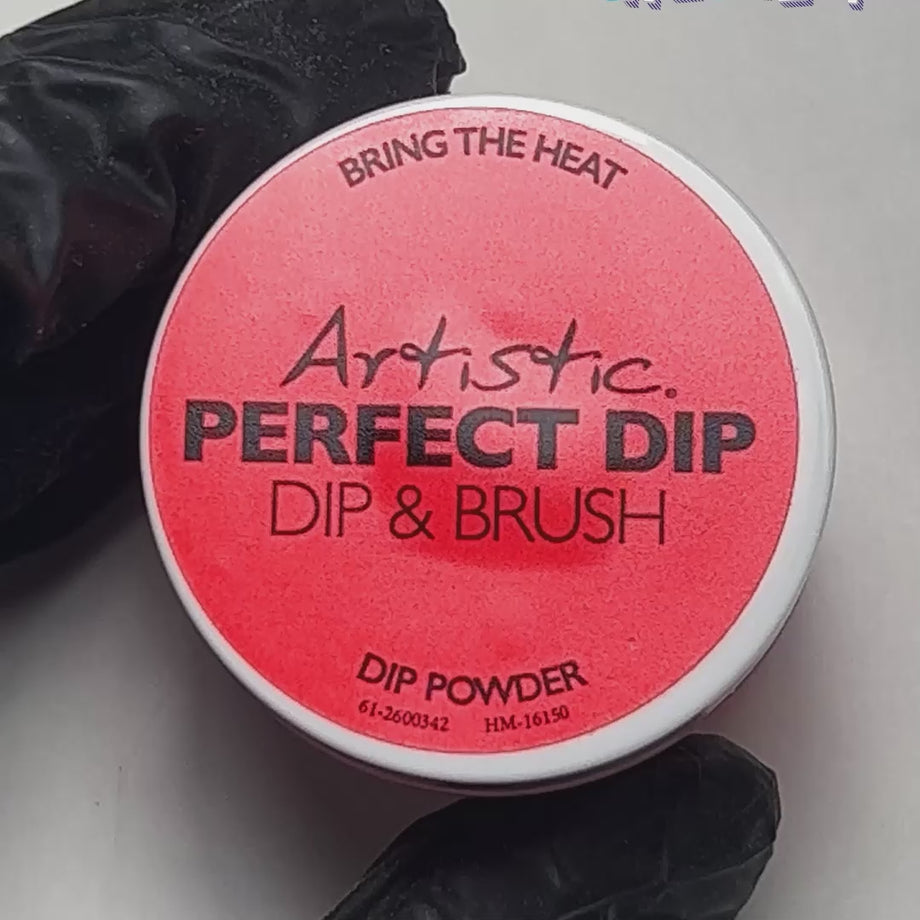 BRING THE HEAT
Artistic.
PERFECT DIP
DIP & BRUSH
DIP POWDER
61-2600342 HM-16150